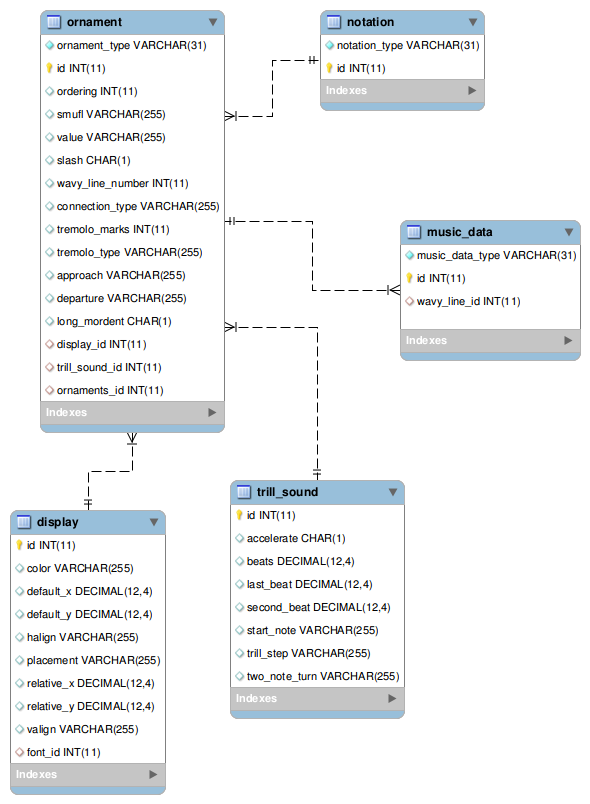 ornament
ornament_type VARCHAR(31)
id INT(11)
ordering INT(11)
smufl VARCHAR(255)
value VARCHAR(255)
slash CHAR(1)
wavy_line_number INT(11)
connection_type VARCHAR(255)
tremolo_marks INT(11)
tremolo_type VARCHAR(255)
approach VARCHAR(255)
departure VARCHAR(255)
long_mordent CHAR(1)
display_id INT(11)
trill_sound_id INT(11)
ornaments_id INT(11)
Indexes
notation
notation_type VARCHAR(31)
id INT(11)
Indexes
music_data
music_data_type VARCHAR(31)
id INT(11)
wavy_line_id INT(11)
Indexes
trill_sound
id INT(11)
accelerate CHAR(1)
beats DECIMAL(12,4)
last_beat DECIMAL(12,4)
second_beat DECIMAL(12,4)
start_note VARCHAR(255)
trill_step VARCHAR(255)
two_note_turn VARCHAR(255)
Indexes
display
id INT(11)
color VARCHAR(255)
default_x DECIMAL(12,4)
default_y DECIMAL(12,4)
halign VARCHAR(255)
placement VARCHAR(255)
relative_x DECIMAL(12,4)
relative_y DECIMAL(12,4)
valign VARCHAR(255)
font_id INT(11)
Indexes